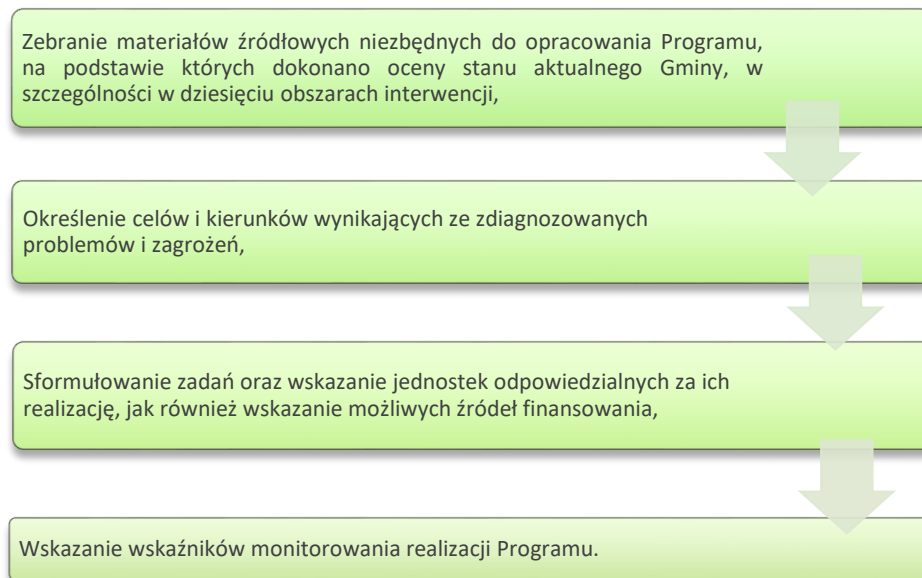 Zebranie materiałów źródłowych niezbędnych do opracowania Programu,
na podstawie których dokonano oceny stanu aktualnego Gminy, w
szczególności w dziesięciu obszarach interwencji,
Określenie celów i kierunków wynikających ze zdiagnozowanych
problemów i zagrożeń,
Sformułowanie zadań oraz wskazanie jednostek odpowiedzialnych za ich
realizację, jak również wskazanie możliwych źródeł finansowania,
Wskazanie wskaźników monitorowania realizacji Programu.